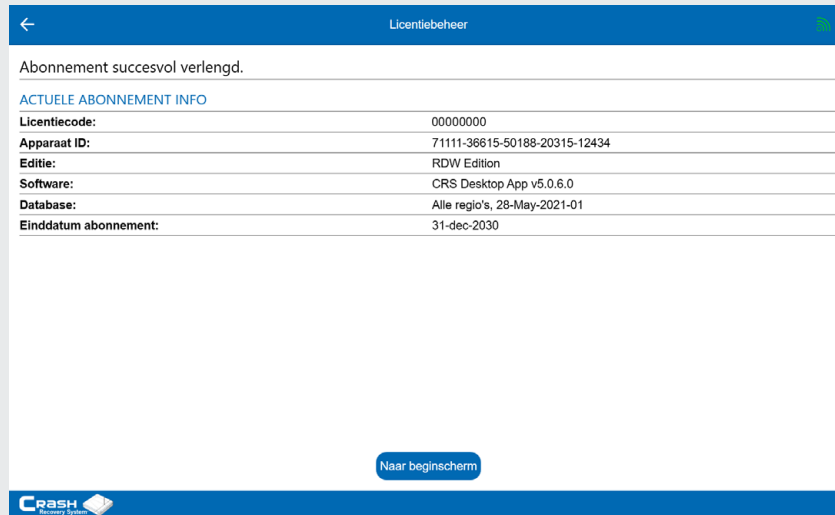 Licentiebeheer
Abonnement succesvol verlengd.
ACTUELE ABONNEMENT INFO
Licentiecode: 00000000
Apparaat ID: 71111-36615-50188-20315-12434
Editie: RDW Edition
Software: CRS Desktop App v5.0.6.0
Database: Alle regio's, 28-May-2021-01
Einddatum abonnement: 31-dec-2030
Naar beginscherm
CRASH
Recovery System